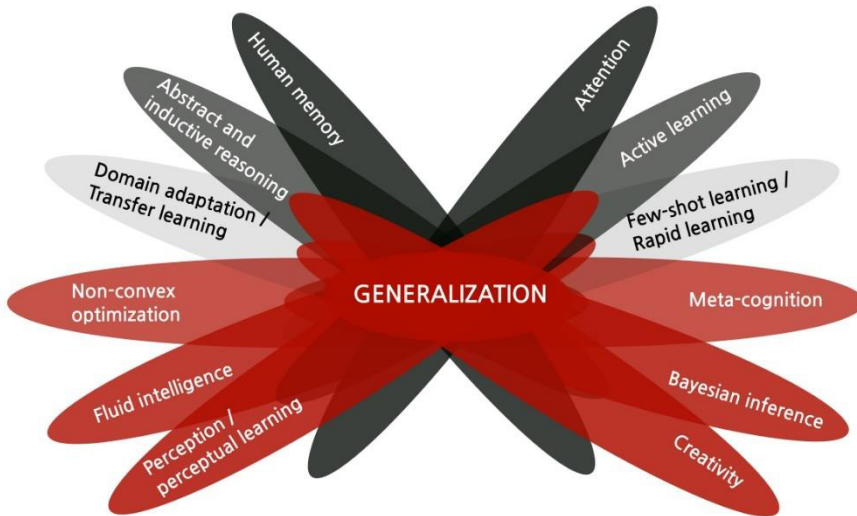 Human memory
Attention
Abstract and
inductive reasoning
Active learning
Domain adaptation /
Transfer learning
Few-shot learning /
Rapid learning
Non-convex
optimization
GENERALIZATION
Meta-cognition
Fluid intelligence
Bayesian inference
Perception /
perceptual learning
Creativity